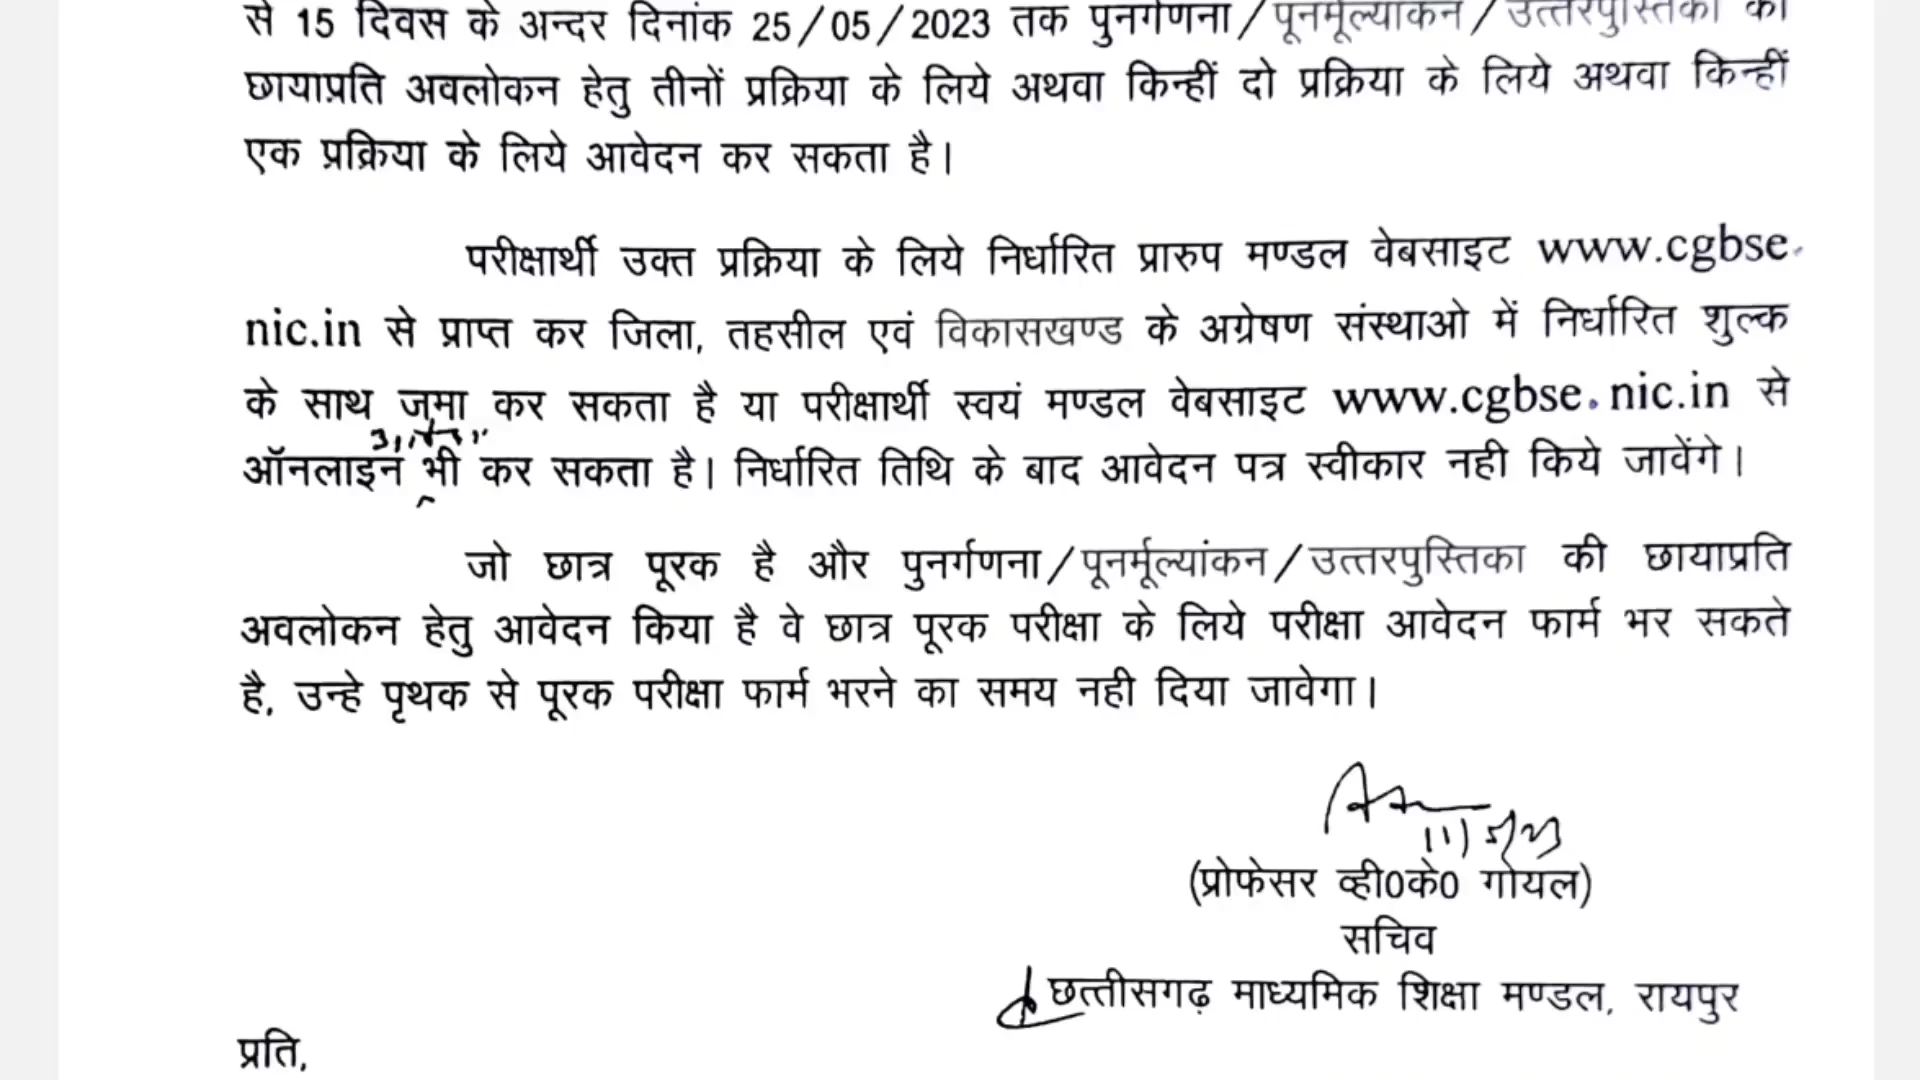 से 15 दिवस के अन्दर दिनांक 25/05/2023 तक पुनर्गणना/पूनर्मूल्यांकन/उत्तरपुस्तिका की
छायाप्रति अवलोकन हेतु तीनों प्रक्रिया के लिये अथवा किन्हीं दो प्रक्रिया के लिये अथवा किन्हीं
एक प्रक्रिया के लिये आवेदन कर सकता है।
परीक्षार्थी उक्त प्रक्रिया के लिये निर्धारित प्रारुप मण्डल वेबसाइट www.cgbse.
nic.in से प्राप्त कर जिला, तहसील एवं विकासखण्ड के अग्रेषण संस्थाओ में निर्धारित शुल्क
के साथ जमा कर सकता है या परीक्षार्थी स्वयं मण्डल वेबसाइट www.cgbse.nic.in से
ऑनलाइन भी कर सकता है। निर्धारित तिथि के बाद आवेदन पत्र स्वीकार नही किये जावेंगे।
जो छात्र पूरक है और पुनर्गणना/पूनर्मूल्यांकन/उत्तरपुस्तिका की छायाप्रति
अवलोकन हेतु आवेदन किया है वे छात्र पूरक परीक्षा के लिये परीक्षा आवेदन फार्म भर सकते
है, उन्हे पृथक से पूरक परीक्षा फार्म भरने का समय नही दिया जावेगा।
11/5/23
(प्रोफेसर व्ही0के0 गोयल)
सचिव
छत्तीसगढ़ माध्यमिक शिक्षा मण्डल, रायपुर
प्रति,